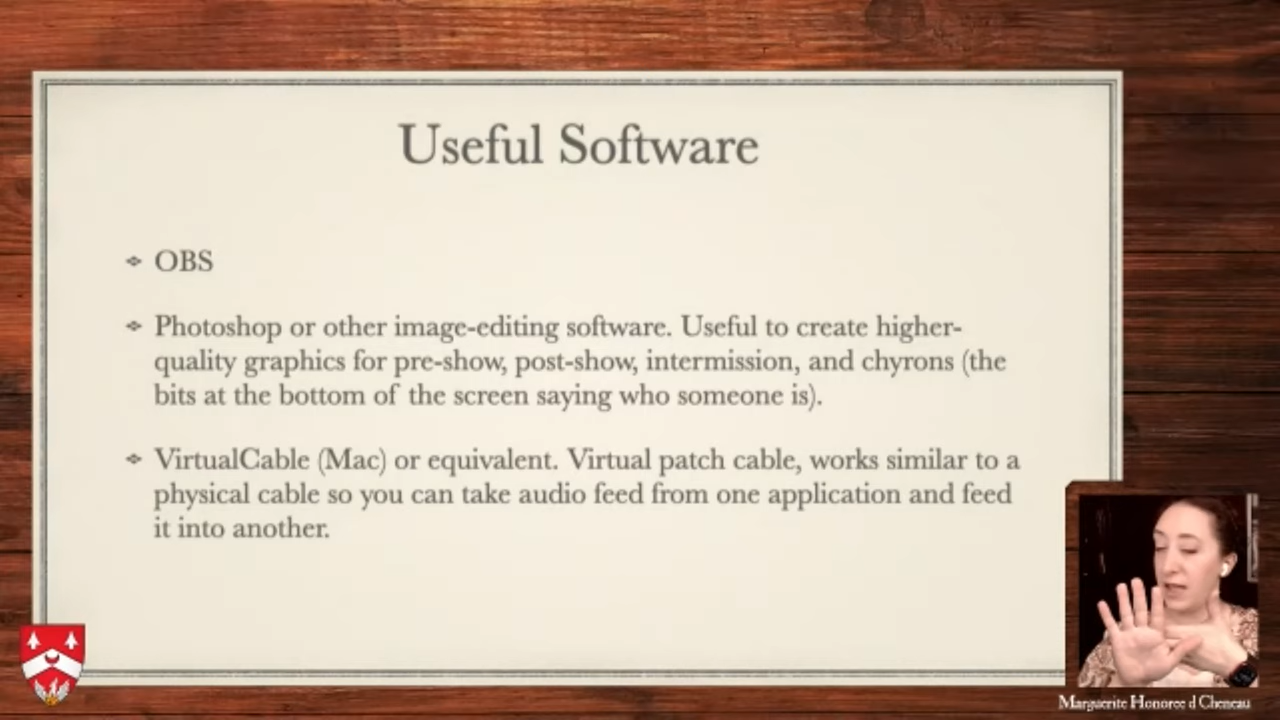 Useful Software
OBS
Photoshop or other image-editing software. Useful to create higher-
quality graphics for pre-show, post-show, intermission, and chyrons (the
bits at the bottom of the screen saying who someone is).
VirtualCable (Mac) or equivalent. Virtual patch cable, works similar to a
physical cable so you can take audio feed from one application and feed
it into another.
Marguerite Honoree d Cheneau